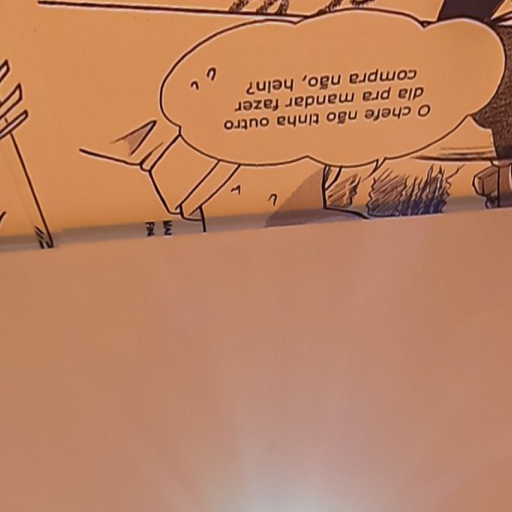 O chefe não tinha outro
dia pra mandar fazer
compra não, hein?